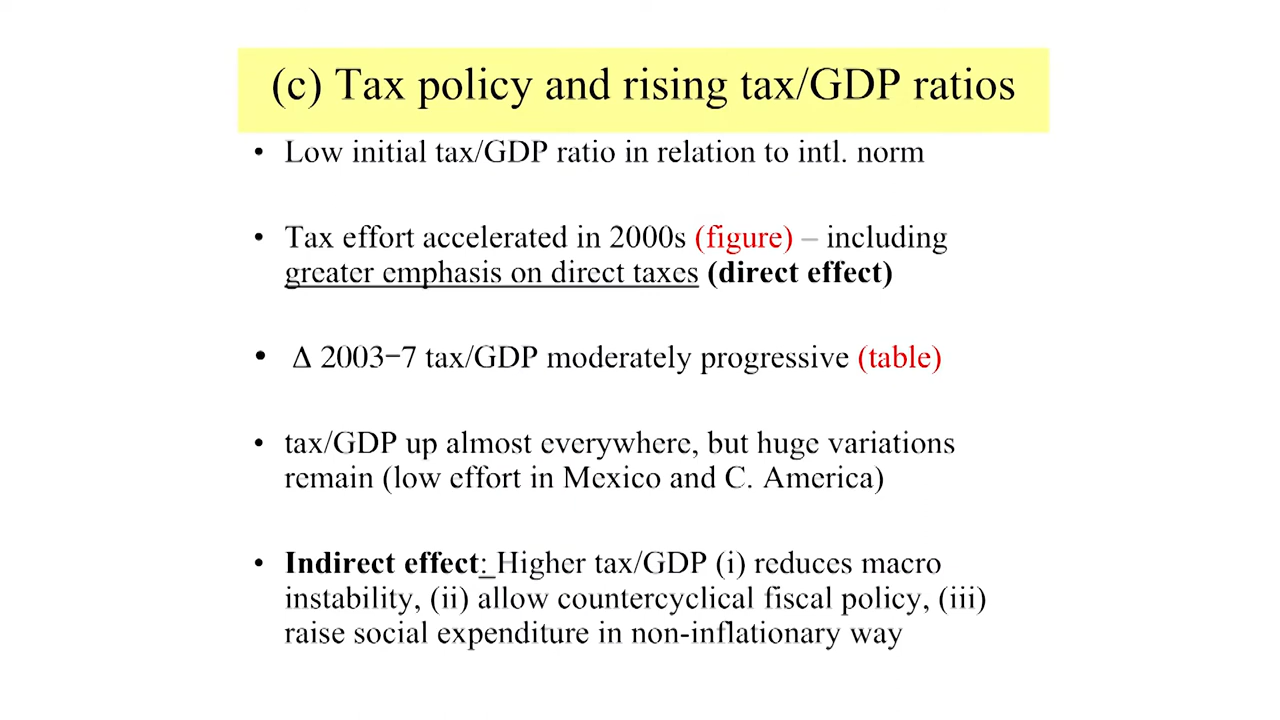 (c) Tax policy and rising tax/GDP ratios
• Low initial tax/GDP ratio in relation to intl. norm
• Tax effort accelerated in 2000s (figure) – including
greater emphasis on direct taxes (direct effect)
• Δ 2003-7 tax/GDP moderately progressive (table)
• tax/GDP up almost everywhere, but huge variations
remain (low effort in Mexico and C. America)
• Indirect effect: Higher tax/GDP (i) reduces macro
instability, (ii) allow countercyclical fiscal policy, (iii)
raise social expenditure in non-inflationary way